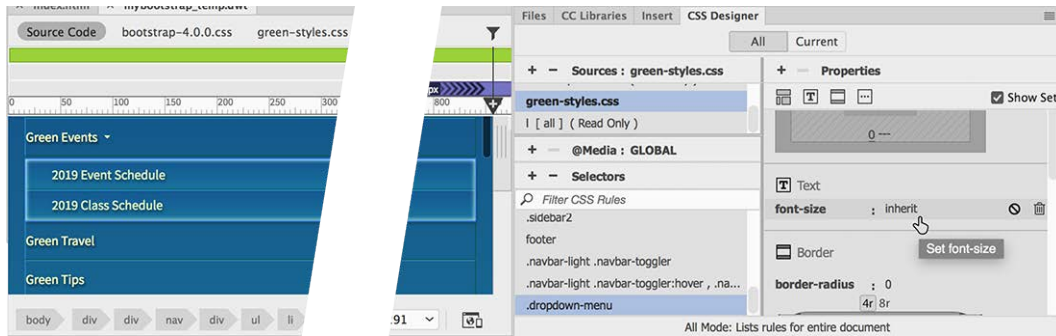 index.html mybootstrap_temp.dwt
Source Code bootstrap-4.0.0.css green-styles.css
px
0 50 100 150 200 250 300 800
Green Events
2019 Event Schedule
2019 Class Schedule
Green Travel
Green Tips
body div div nav div ul li
91
Files CC Libraries Insert CSS Designer
All Current
+ − Sources : green-styles.css
green-styles.css
[ all ] ( Read Only )
+ − @Media : GLOBAL
+ − Selectors
Filter CSS Rules
.sidebar2
footer
.navbar-light .navbar-toggler
.navbar-light .navbar-toggler:hover , .na...
.dropdown-menu
+ − Properties
T Show Set
0
T Text
font-size : inherit
Set font-size
Border
border-radius : 0
4r 8r
All Mode: Lists rules for entire document